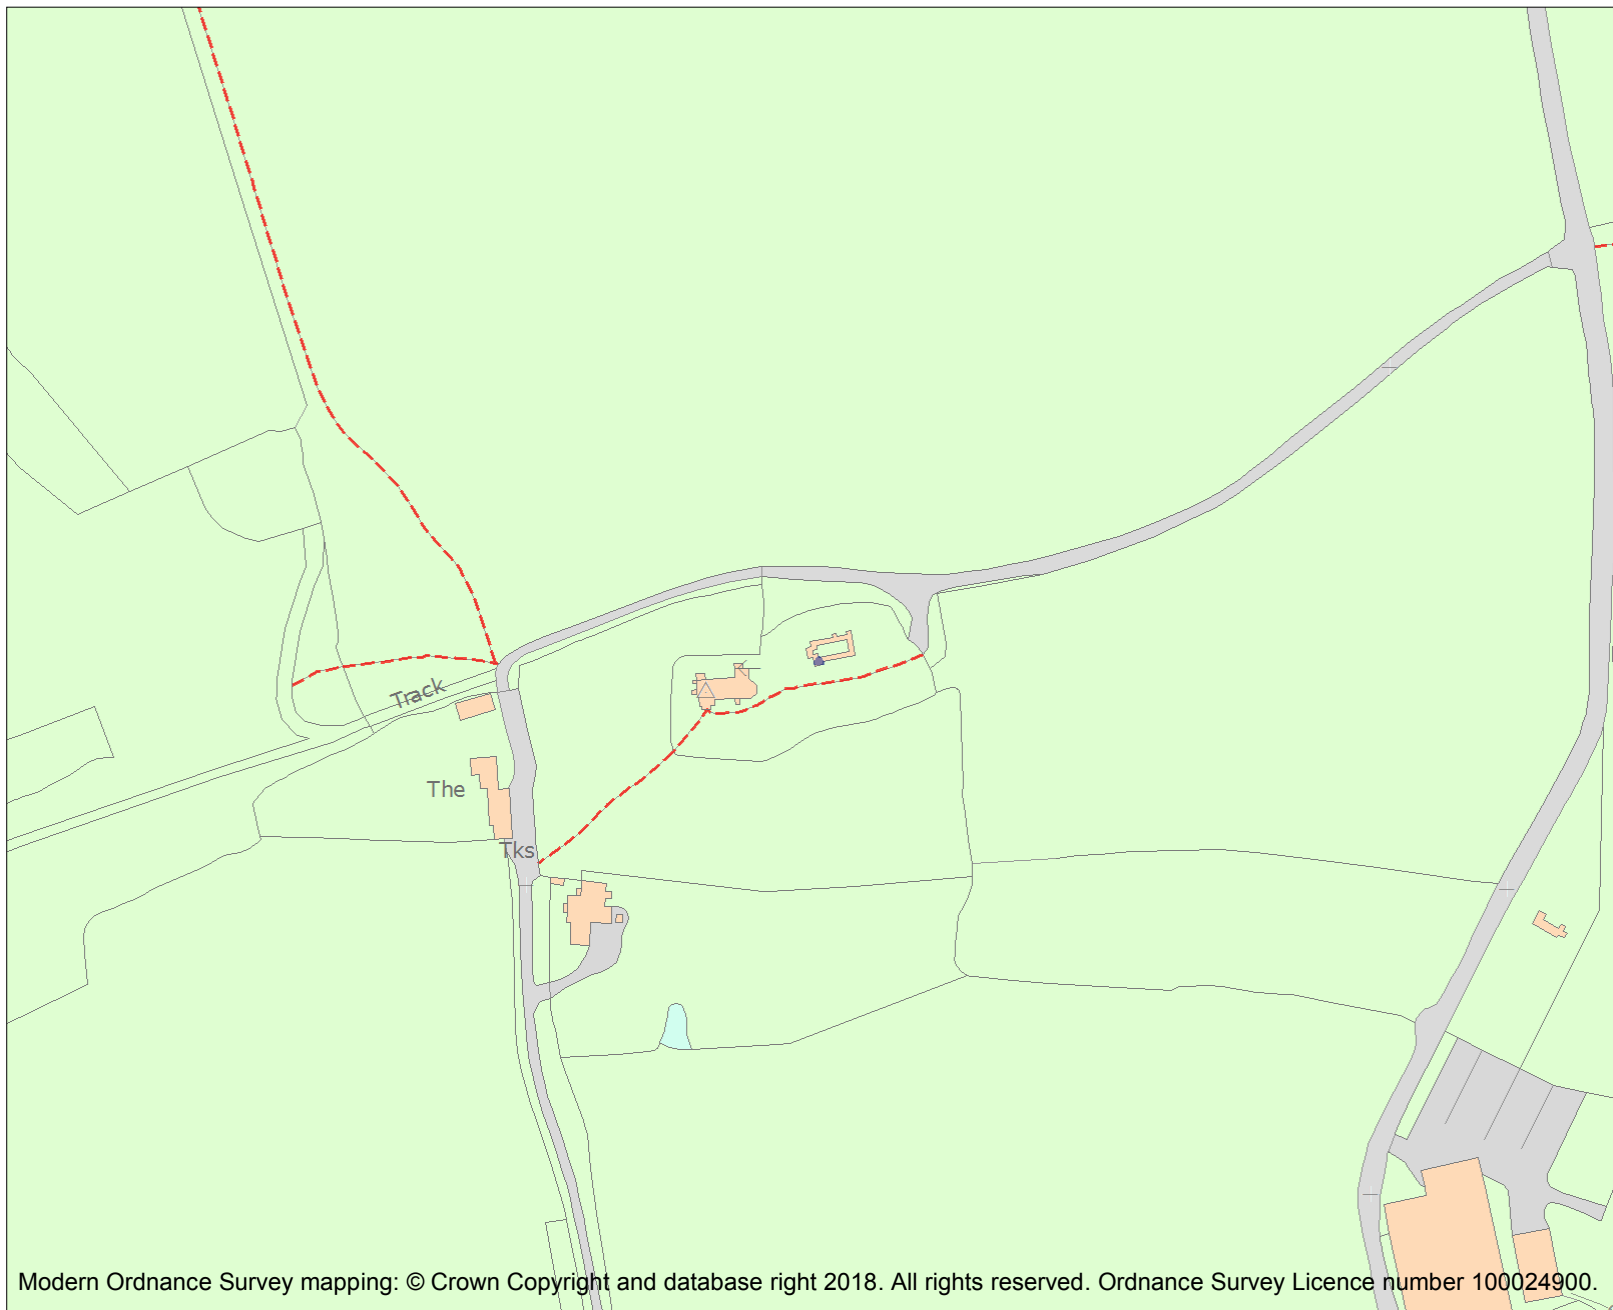 Track
The
Tks
Modern Ordnance Survey mapping: © Crown Copyright and database right 2018. All rights reserved. Ordnance Survey Licence number 100024900.